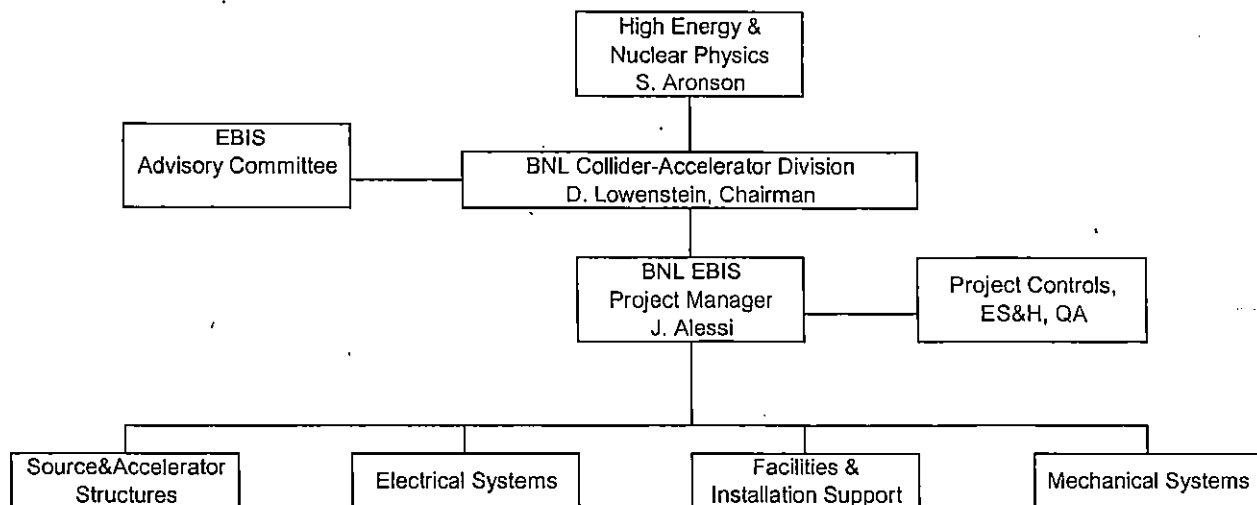 High Energy &
Nuclear Physics
S. Aronson
EBIS
Advisory Committee
BNL Collider-Accelerator Division
D. Lowenstein, Chairman
BNL EBIS
Project Manager
J. Alessi
Project Controls,
ES&H, QA
Source&Accelerator
Structures
Electrical Systems
Facilities &
Installation Support
Mechanical Systems